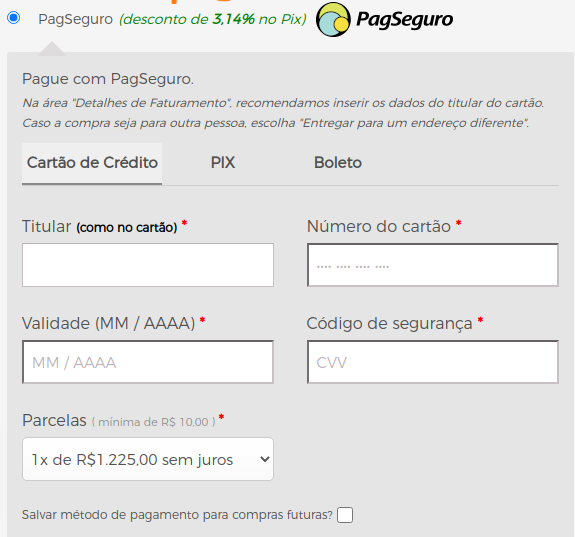 PagSeguro (desconto de 3,14% no Pix) PagSeguro
Pague com PagSeguro.
Na área "Detalhes de Faturamento", recomendamos inserir os dados do titular do cartão.
Caso a compra seja para outra pessoa, escolha "Entregar para um endereço diferente".
Cartão de Crédito PIX Boleto
Titular (como no cartão) * Número do cartão *
•••• •••• •••• ••••
Validade (MM / AAAA) * Código de segurança *
MM / AAAA CVV
Parcelas ( mínima de R$ 10,00 ) *
1x de R$1.225,00 sem juros
Salvar método de pagamento para compras futuras?